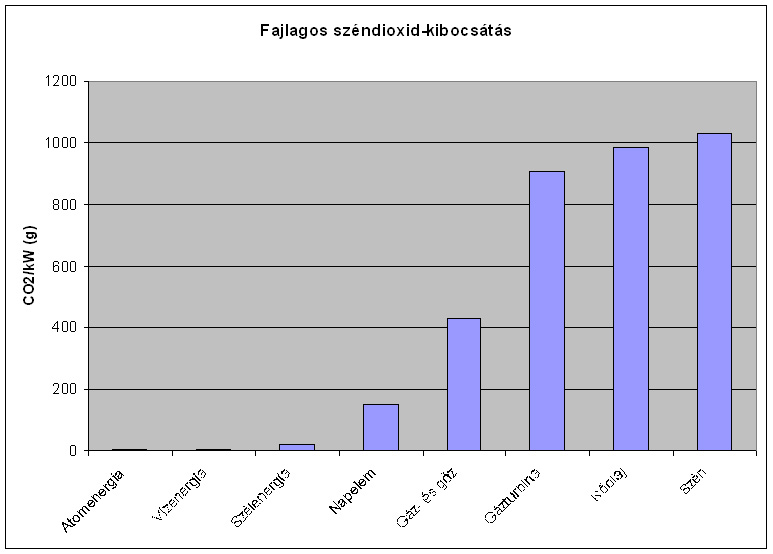 Fajlagos széndioxid-kibocsátás
CO2/kW (g)
1200
1000
800
600
400
200
0
Atomenergia
Vízenergia
Szélenergia
Napelem
Gáz- és gőz
Gázturbina
Kőolaj
Szén